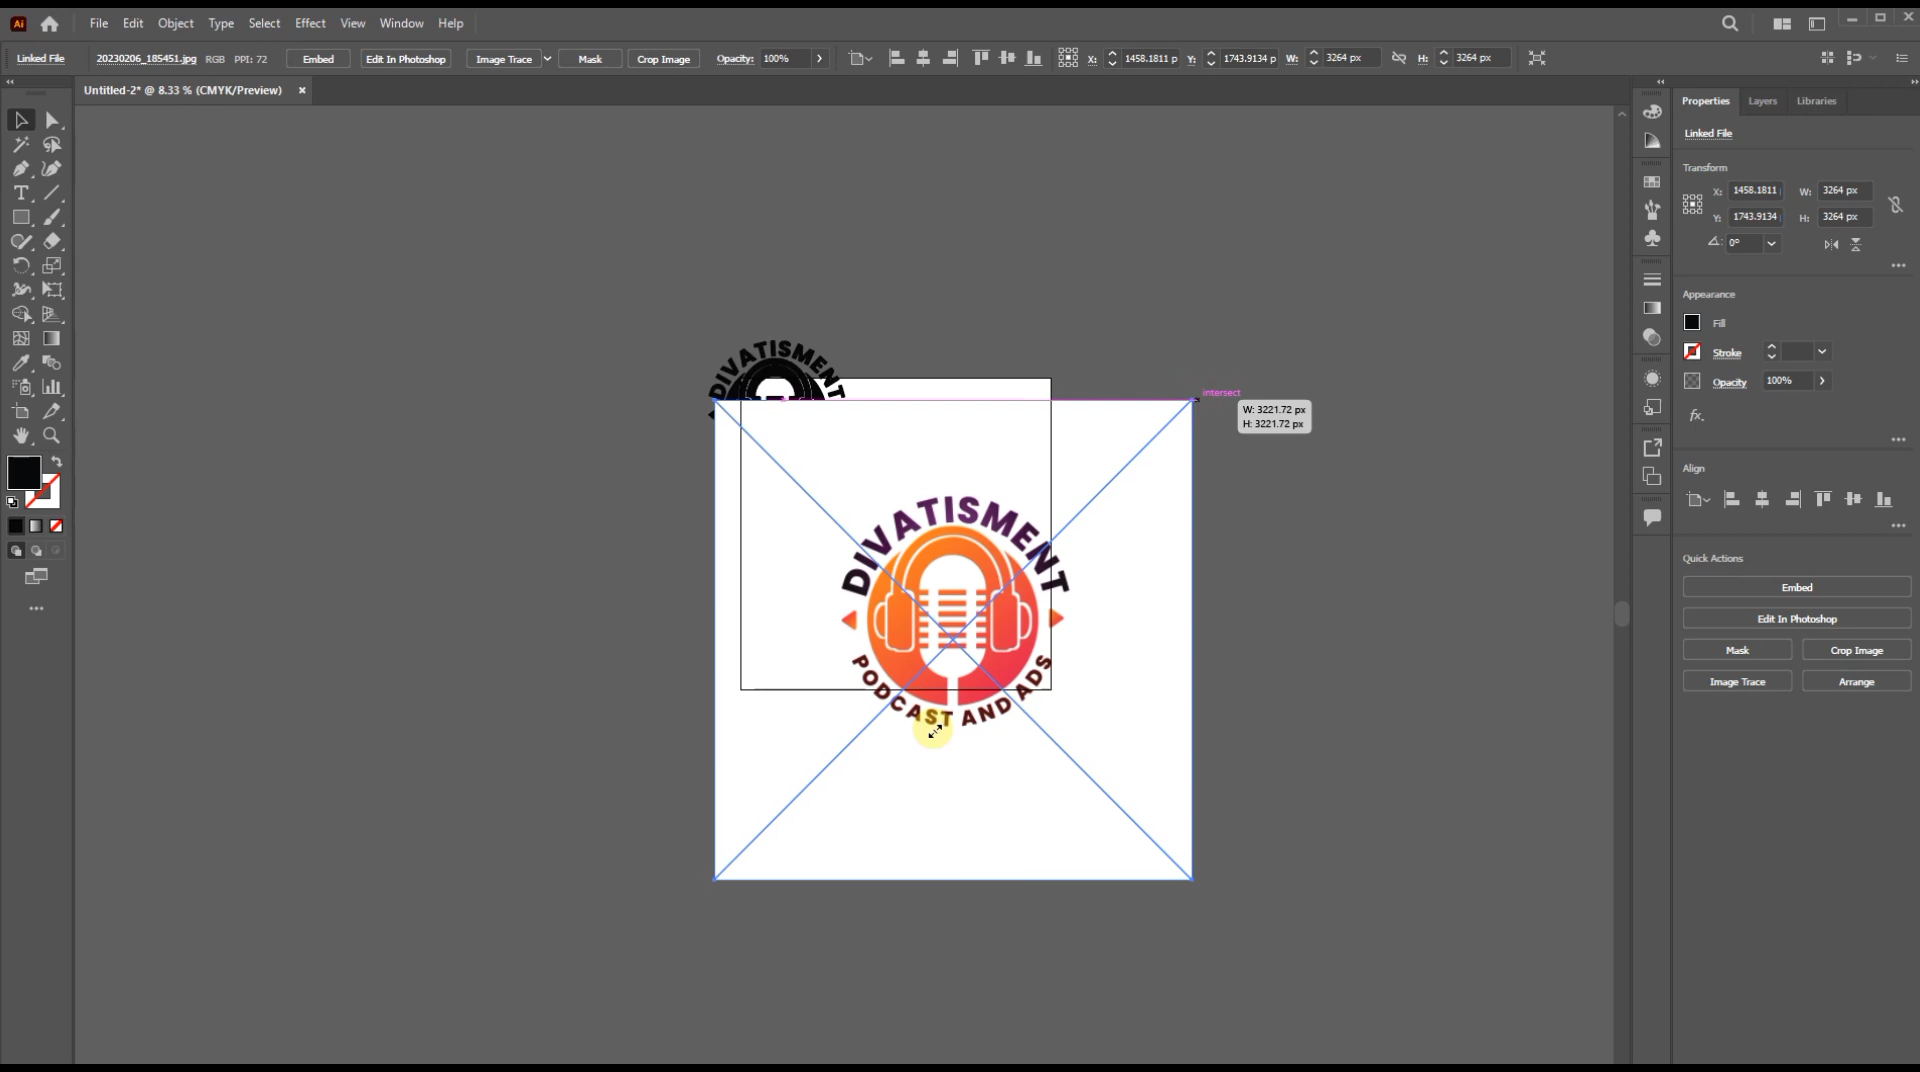 Ai File Edit Object Type Select Effect View Window Help
Linked File 20230206_185451.jpg RGB PPI: 72 Embed Edit In Photoshop Image Trace Mask Crop Image Opacity: 100% X: 1458.1811 p Y: 1743.9134 p W: 3264 px H: 3264 px
Untitled-2* @ 8.33 % (CMYK/Preview) ×
Properties Layers Libraries
Linked File
Transform
X: 1458.1811 W: 3264 px
Y: 1743.9134 H: 3264 px
0°
Appearance
Fill
Stroke
Opacity 100%
fx.
Align
Quick Actions
Embed
Edit In Photoshop
Mask Crop Image
Image Trace Arrange
DIVATISMENT
intersect
W: 3221.72 px
H: 3221.72 px
DIVATISMENT
PODCAST AND ADS